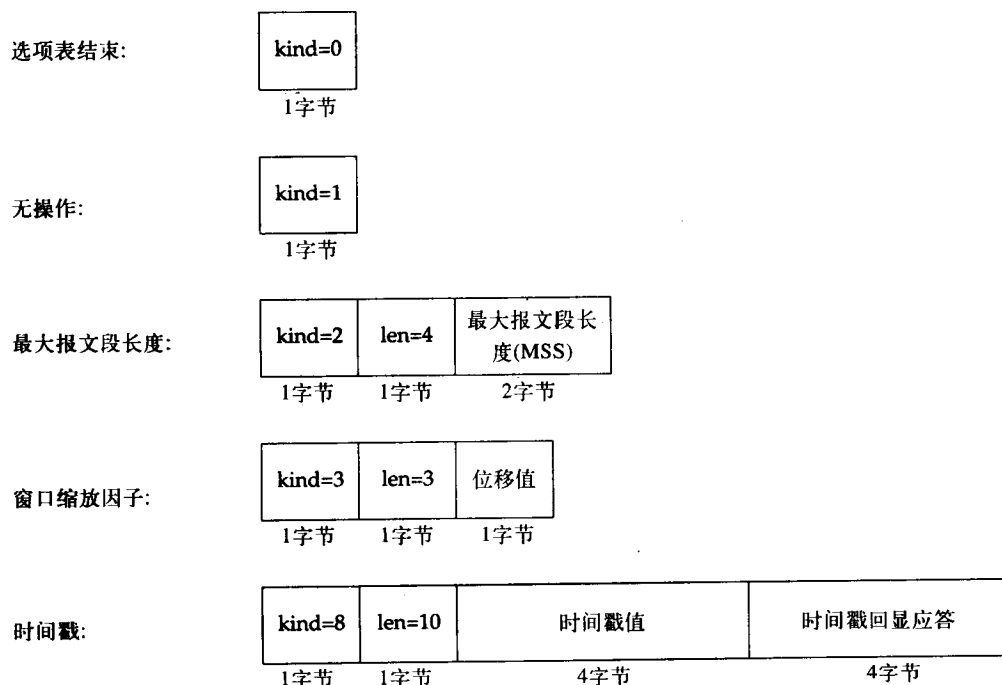 选项表结束:
kind=0
1字节
无操作:
kind=1
1字节
最大报文段长度:
kind=2 len=4 最大报文段长
度(MSS)
1字节 1字节 2字节
窗口缩放因子:
kind=3 len=3 位移值
1字节 1字节 1字节
时间戳:
kind=8 len=10 时间戳值 时间戳回显应答
1字节 1字节 4字节 4字节